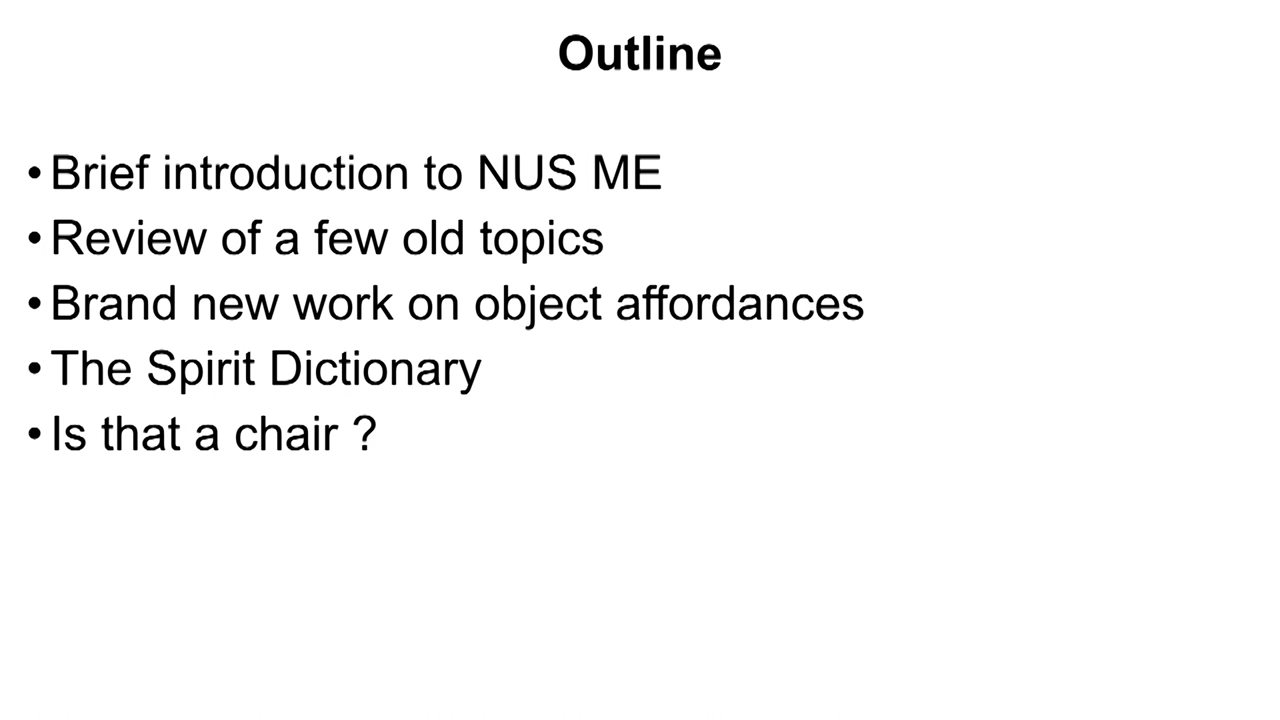 Outline
• Brief introduction to NUS ME
• Review of a few old topics
• Brand new work on object affordances
• The Spirit Dictionary
• Is that a chair ?